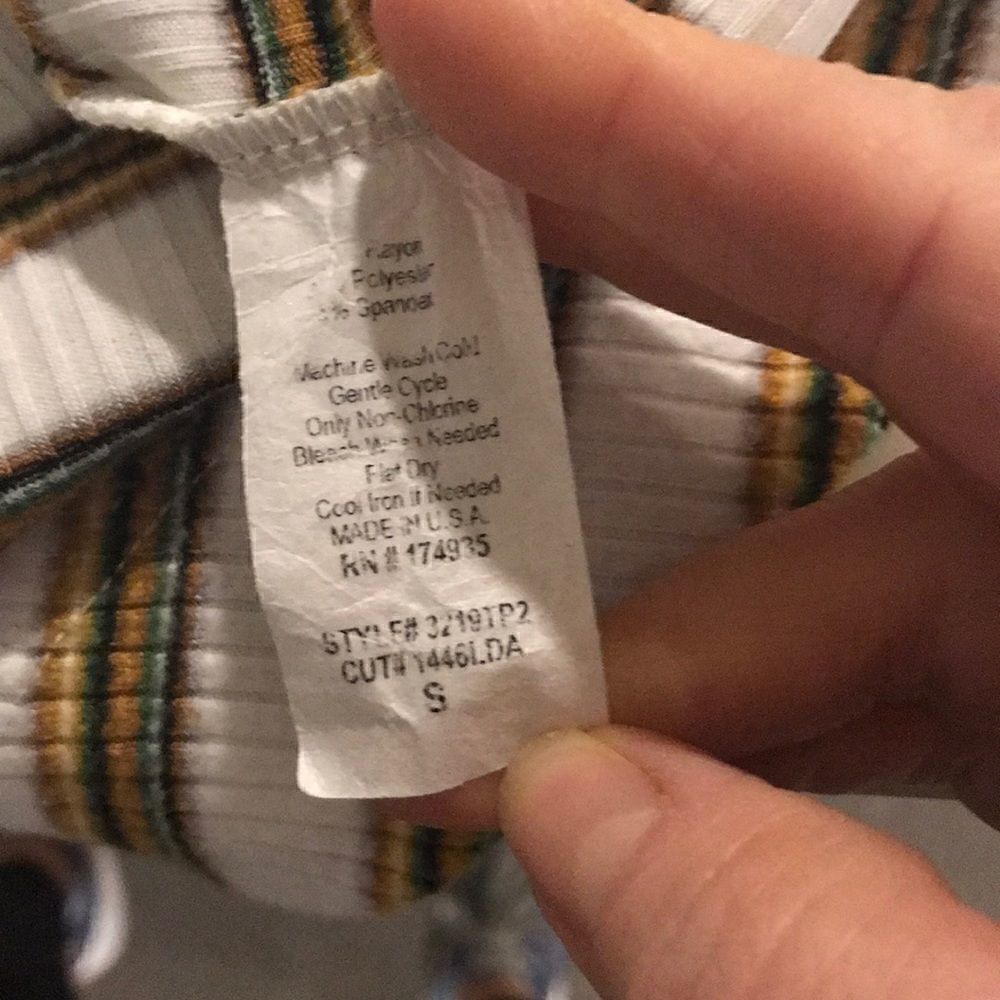 Rayon
Polyester
% Spandex
Machine Wash Cold
Gentle Cycle
Only Non-Chlorine
Bleach When Needed
Flat Dry
Cool Iron If Needed
MADE IN U.S.A.
RN # 174935
STYLE# 3219TP2
CUT# 1446LDA
S